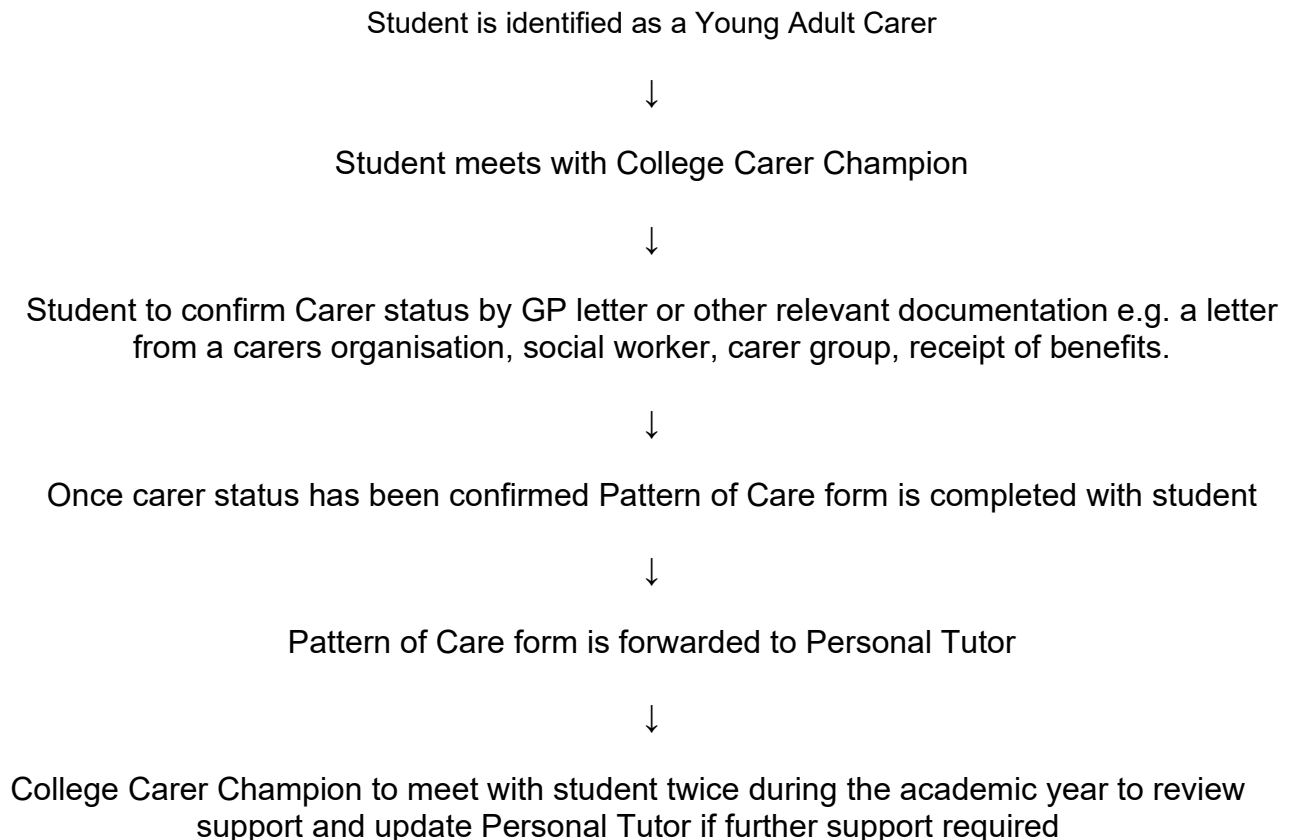 Student is identified as a Young Adult Carer
↓
Student meets with College Carer Champion
↓
Student to confirm Carer status by GP letter or other relevant documentation e.g. a letter
from a carers organisation, social worker, carer group, receipt of benefits.
↓
Once carer status has been confirmed Pattern of Care form is completed with student
↓
Pattern of Care form is forwarded to Personal Tutor
↓
College Carer Champion to meet with student twice during the academic year to review
support and update Personal Tutor if further support required